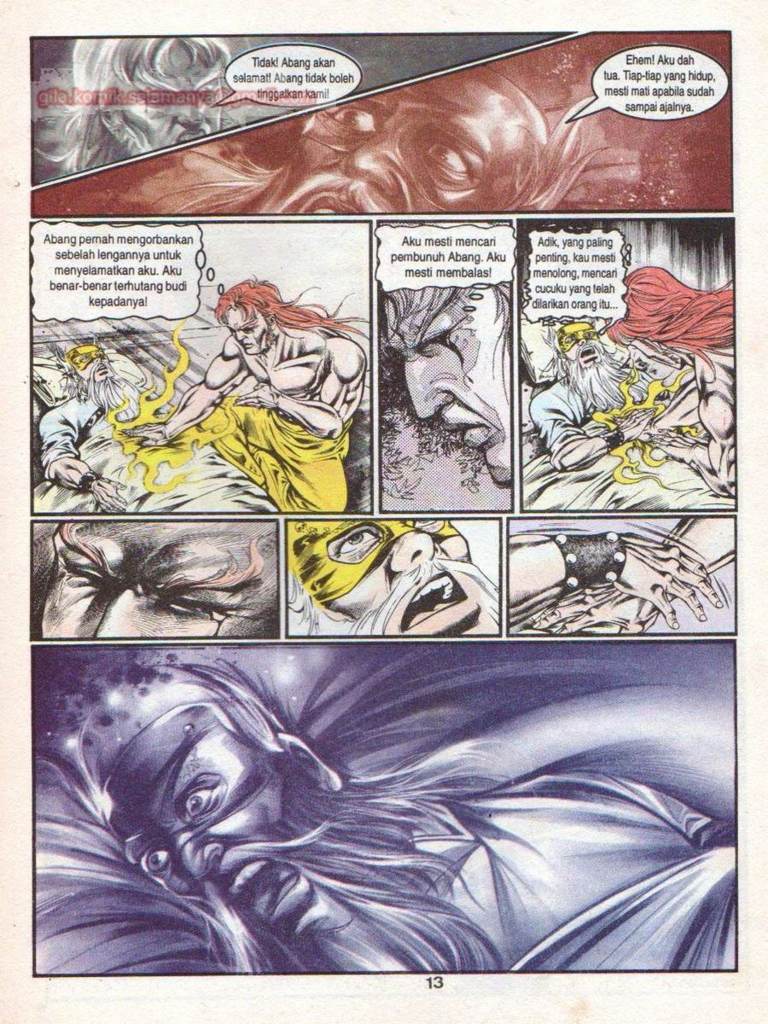 Tidak! Abang akan
selamat! Abang tidak boleh
tinggalkan kami!
Ehem! Aku dah
tua. Tiap-tiap yang hidup,
mesti mati apabila sudah
sampai ajalnya.
Abang pernah mengorbankan
sebelah lengannya untuk
menyelamatkan aku. Aku
benar-benar terhutang budi
kepadanya!
Aku mesti mencari
pembunuh Abang. Aku
mesti membalas!
Adik, yang paling
penting, kau mesti
menolong, mencari
cucuku yang telah
dilarikan orang itu...
13